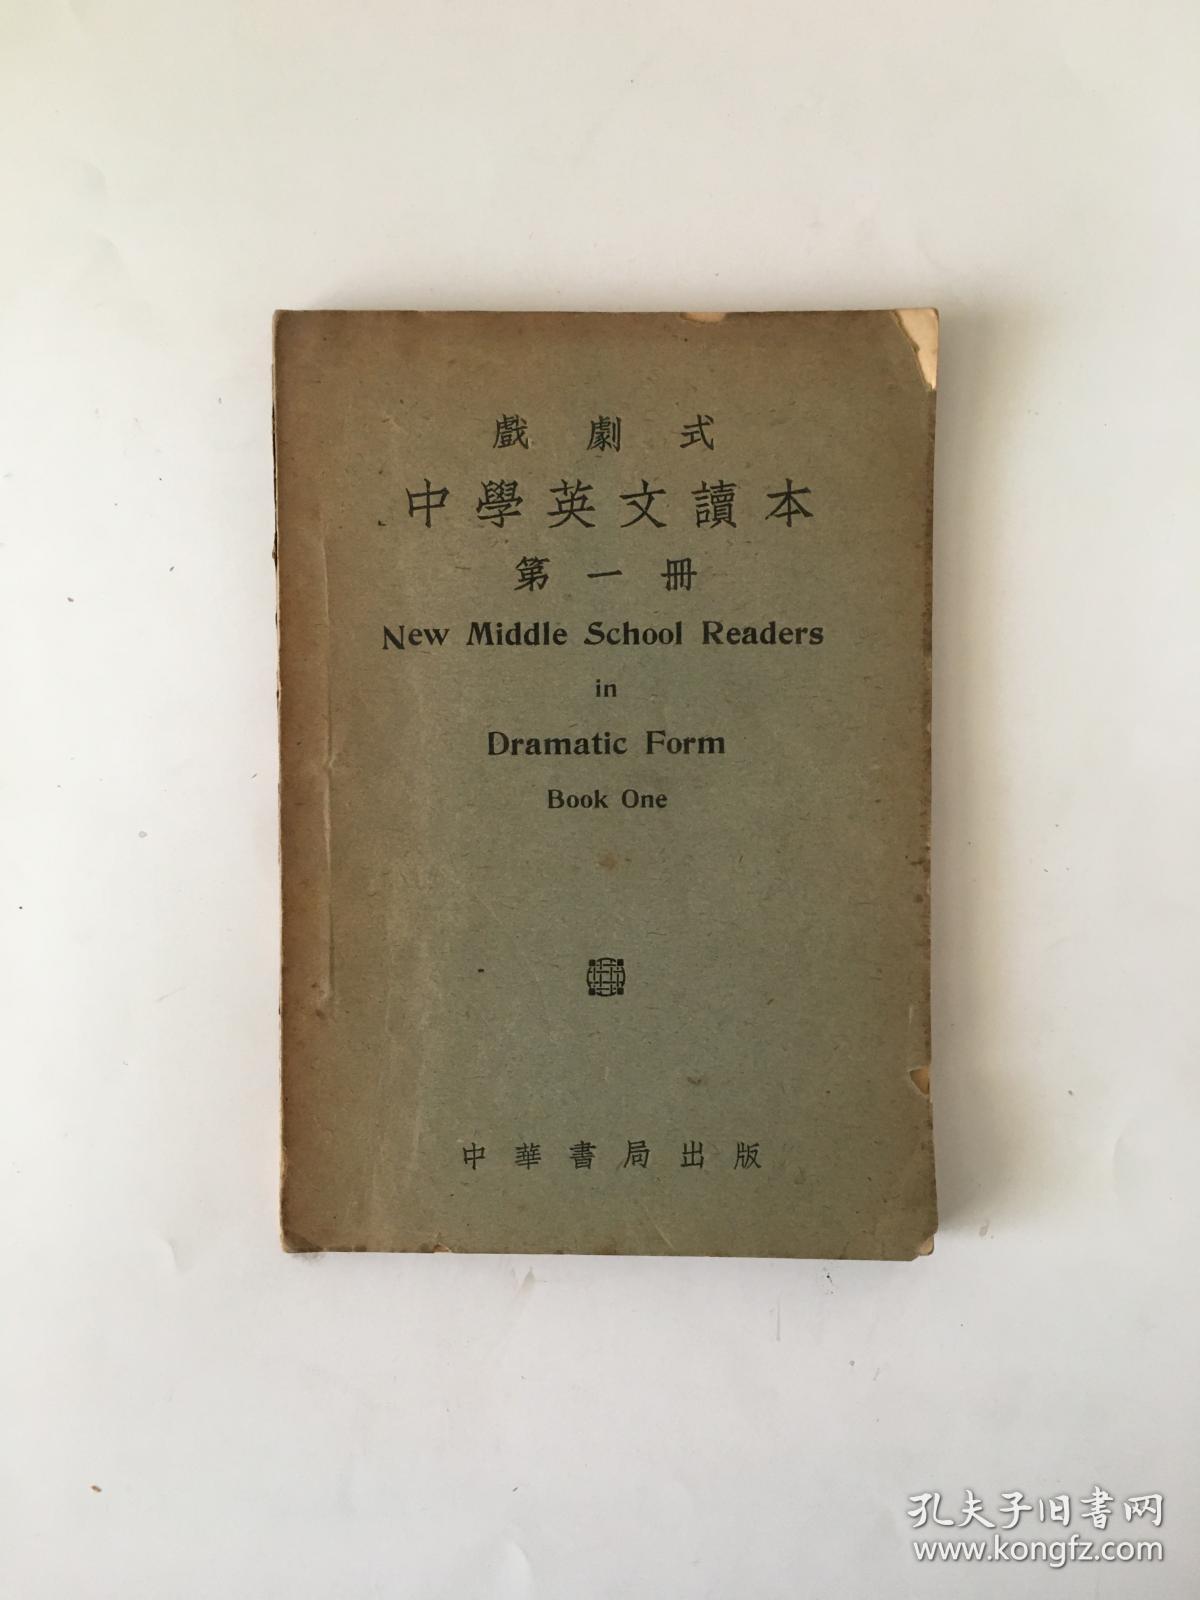 戲劇式
中學英文讀本
第一冊
New Middle School Readers
in
Dramatic Form
Book One
中華書局出版
孔夫子旧书网
www.kongfz.com